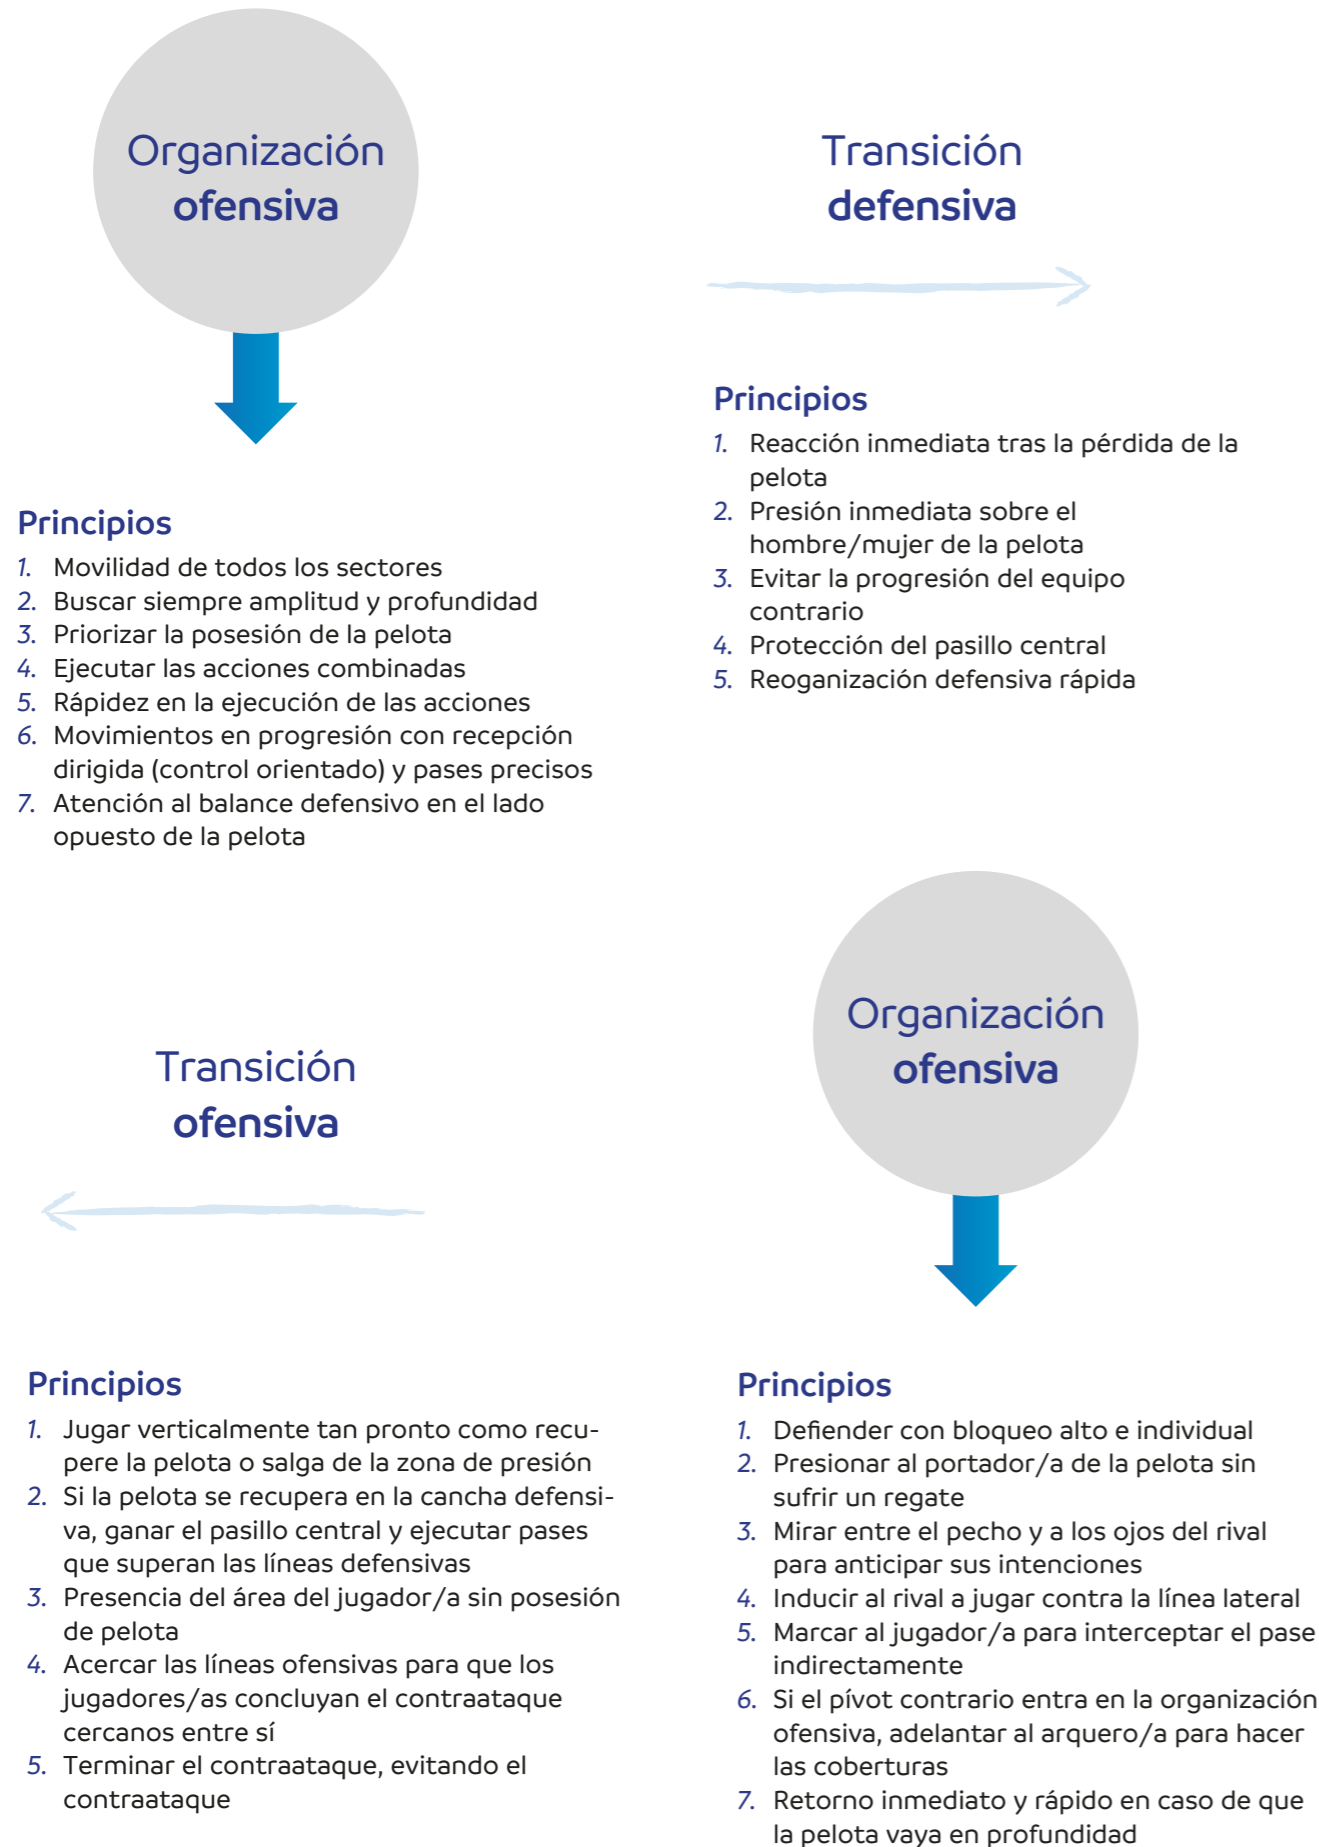 Organización
ofensiva
Principios
1. Movilidad de todos los sectores
2. Buscar siempre amplitud y profundidad
3. Priorizar la posesión de la pelota
4. Ejecutar las acciones combinadas
5. Rápidez en la ejecución de las acciones
6. Movimientos en progresión con recepción
dirigida (control orientado) y pases precisos
7. Atención al balance defensivo en el lado
opuesto de la pelota
Transición
defensiva
Principios
1. Reacción inmediata tras la pérdida de la
pelota
2. Presión inmediata sobre el
hombre/mujer de la pelota
3. Evitar la progresión del equipo
contrario
4. Protección del pasillo central
5. Reoganización defensiva rápida
Transición
ofensiva
Principios
1. Jugar verticalmente tan pronto como recu-
pere la pelota o salga de la zona de presión
2. Si la pelota se recupera en la cancha defensi-
va, ganar el pasillo central y ejecutar pases
que superan las líneas defensivas
3. Presencia del área del jugador/a sin posesión
de pelota
4. Acercar las líneas ofensivas para que los
jugadores/as concluyan el contraataque
cercanos entre sí
5. Terminar el contraataque, evitando el
contraataque
Organización
ofensiva
Principios
1. Defiender con bloqueo alto e individual
2. Presionar al portador/a de la pelota sin
sufrir un regate
3. Mirar entre el pecho y a los ojos del rival
para anticipar sus intenciones
4. Inducir al rival a jugar contra la línea lateral
5. Marcar al jugador/a para interceptar el pase
indirectamente
6. Si el pívot contrario entra en la organización
ofensiva, adelantar al arquero/a para hacer
las coberturas
7. Retorno inmediato y rápido en caso de que
la pelota vaya en profundidad